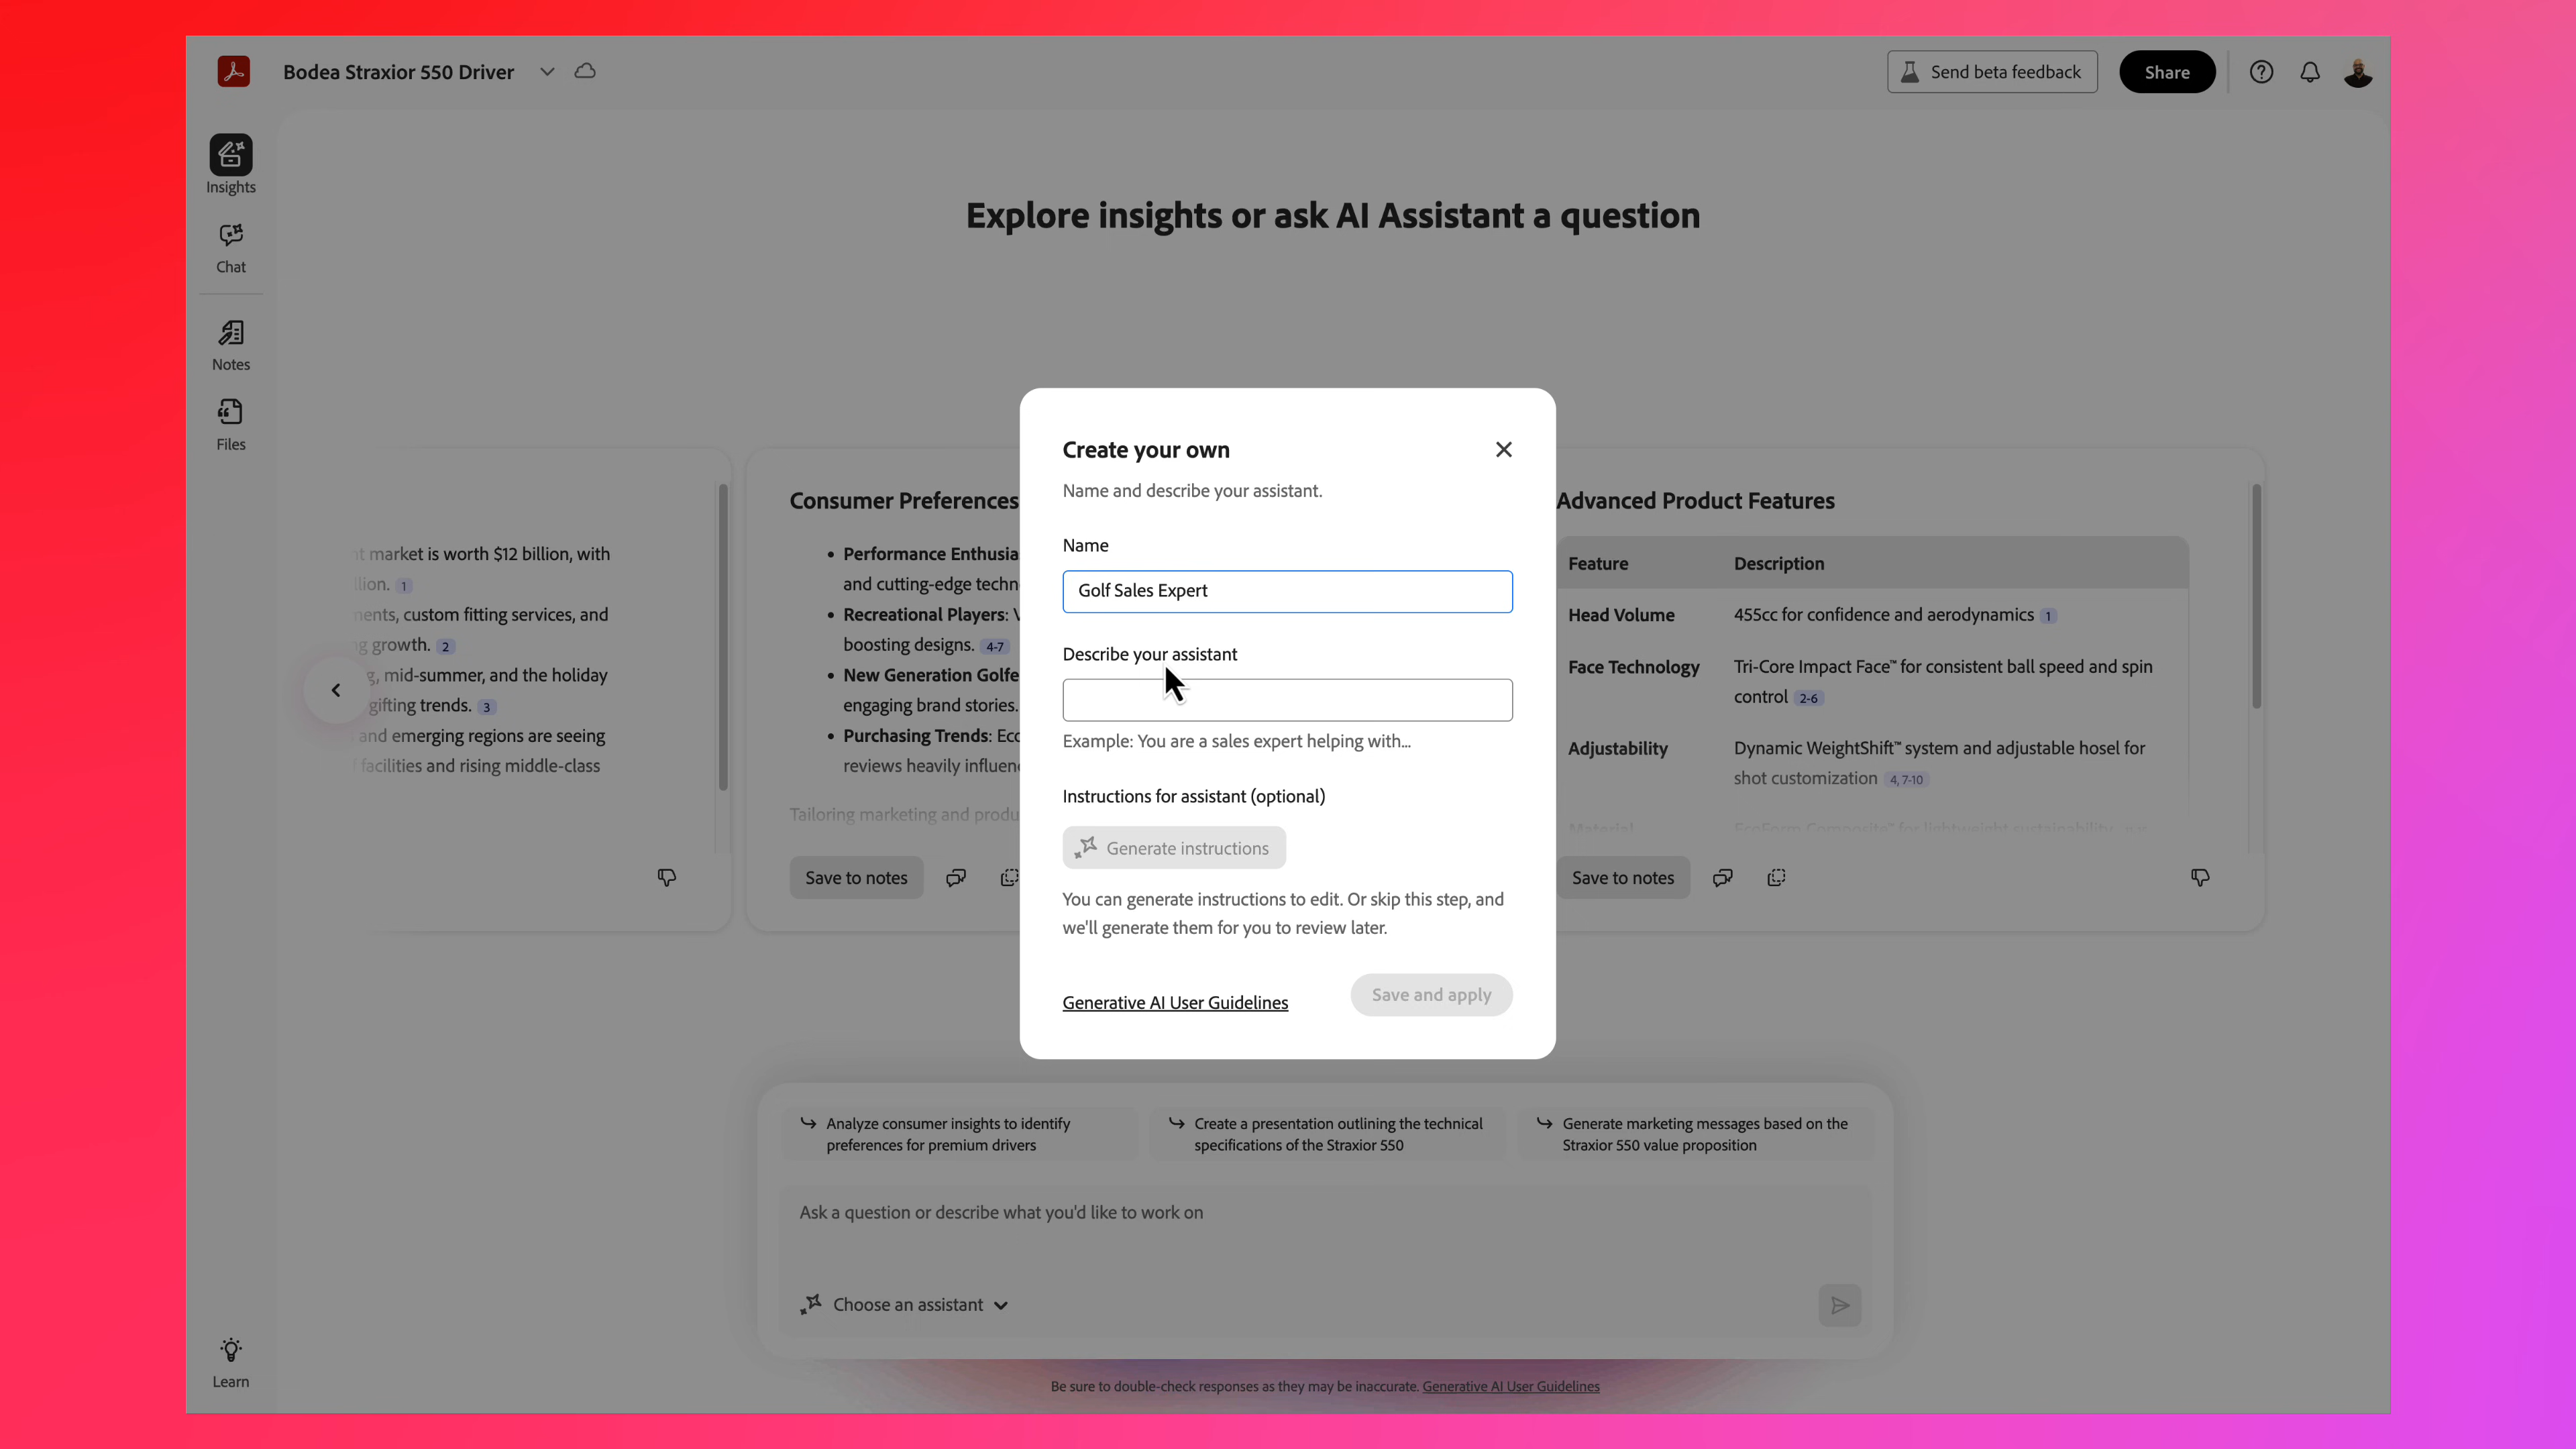 Bodea Straxior 550 Driver
Send beta feedback
Share
Insights
Chat
Notes
Files
Learn
Explore insights or ask AI Assistant a question
market is worth $12 billion, with
1
custom fitting services, and
growth. 2
mid-summer, and the holiday
gifting trends. 3
and emerging regions are seeing
facilities and rising middle-class
Consumer Preferences
• Performance
and cutting-edge
• Recreational Players:
boosting designs. 4-7
• New Generation
engaging brand stories.
• Purchasing Trends:
reviews heavily
Tailoring marketing and
Save to notes
Create your own
Name and describe your assistant.
Name
Golf Sales Expert
Describe your assistant
Example: You are a sales expert helping with...
Instructions for assistant (optional)
Generate instructions
You can generate instructions to edit. Or skip this step, and
we'll generate them for you to review later.
Generative AI User Guidelines
Save and apply
Advanced Product Features
Feature Description
Head Volume 455cc for confidence and aerodynamics 1
Face Technology Tri-Core Impact Face™ for consistent ball speed and spin
control 2-6
Adjustability Dynamic WeightShift™ system and adjustable hosel for
shot customization 4, 7-10
Material EcoForm Composite™ for lightweight sustainability
Save to notes
Analyze consumer insights to identify
preferences for premium drivers
Create a presentation outlining the technical
specifications of the Straxior 550
Generate marketing messages based on the
Straxior 550 value proposition
Ask a question or describe what you'd like to work on
Choose an assistant
Be sure to double-check responses as they may be inaccurate. Generative AI User Guidelines